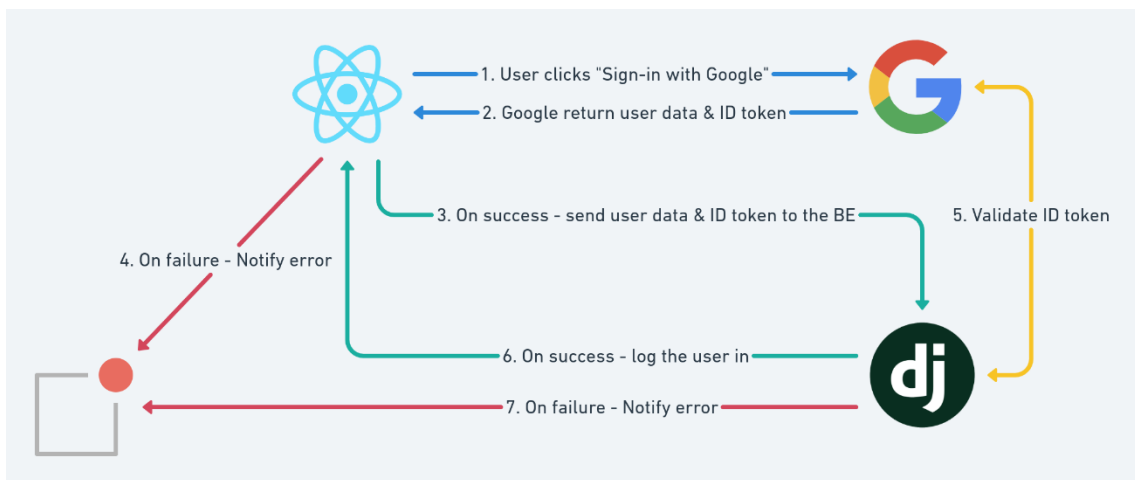 1. User clicks "Sign-in with Google"
2. Google return user data & ID token
3. On success - send user data & ID token to the BE
5. Validate ID token
4. On failure - Notify error
6. On success - log the user in
dj
7. On failure - Notify error